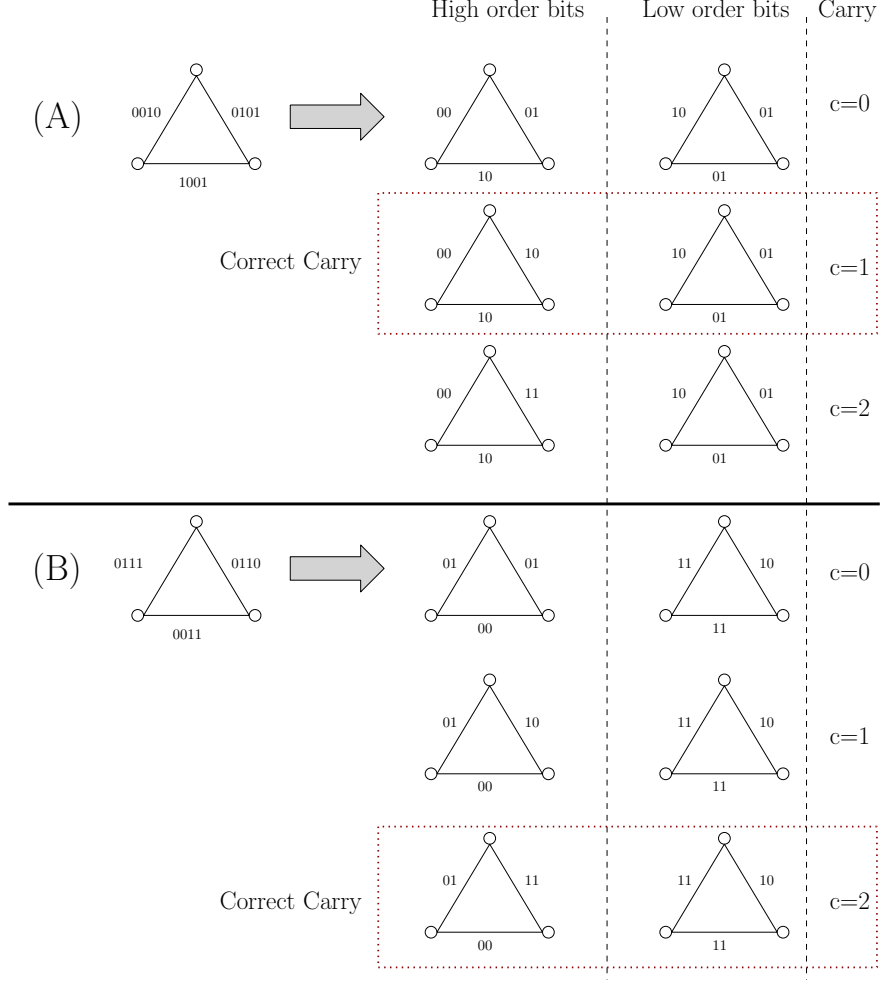 High order bits Low order bits Carry
(A)
0010 0101
1001
00 01
10
10 01
01
c=0
Correct Carry
00 10
10
10 01
01
c=1
00 11
10
10 01
01
c=2
(B)
0111 0110
0011
01 01
00
11 10
11
c=0
01 10
00
11 10
11
c=1
Correct Carry
01 11
00
11 10
11
c=2